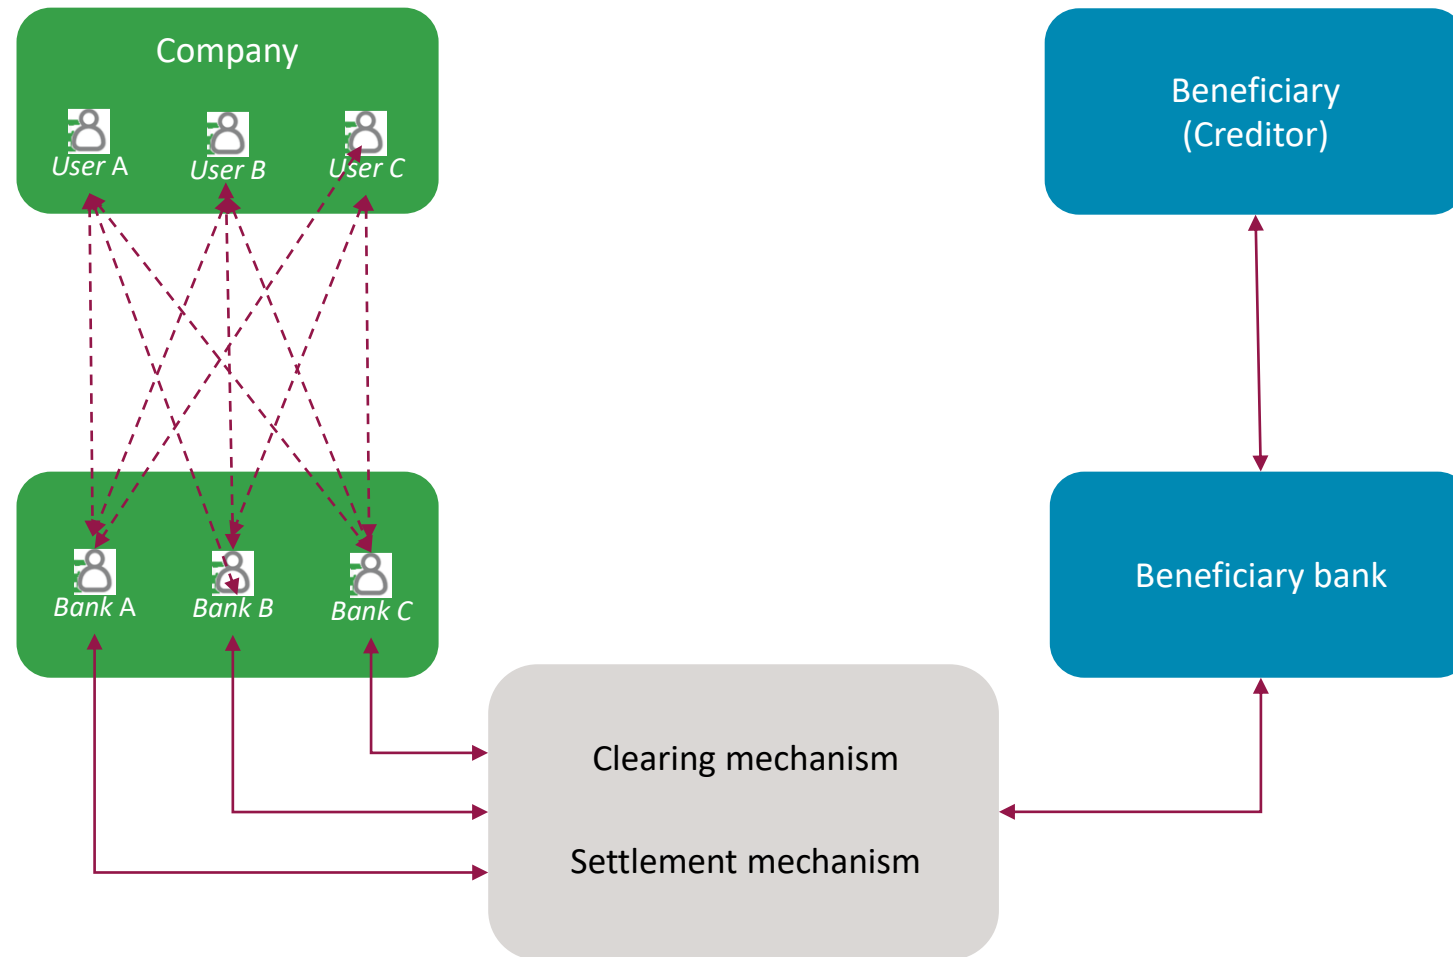 Company
User A
User B
User C
Beneficiary
(Creditor)
Bank A
Bank B
Bank C
Beneficiary bank
Clearing mechanism
Settlement mechanism